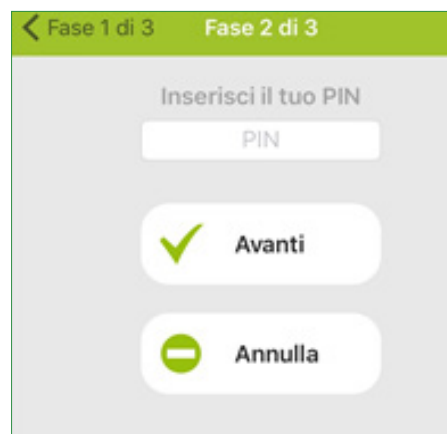 Fase 1 di 3 Fase 2 di 3
Inserisci il tuo PIN
PIN
Avanti
Annulla